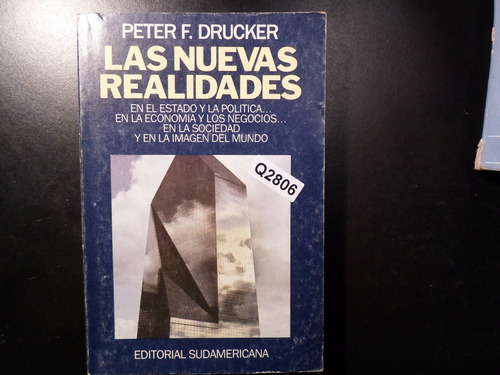 PETER F. DRUCKER
LAS NUEVAS
REALIDADES
EN EL ESTADO Y LA POLITICA...
EN LA ECONOMIA Y LOS NEGOCIOS...
EN LA SOCIEDAD
Y EN LA IMAGEN DEL MUNDO
Q2806
EDITORIAL SUDAMERICANA